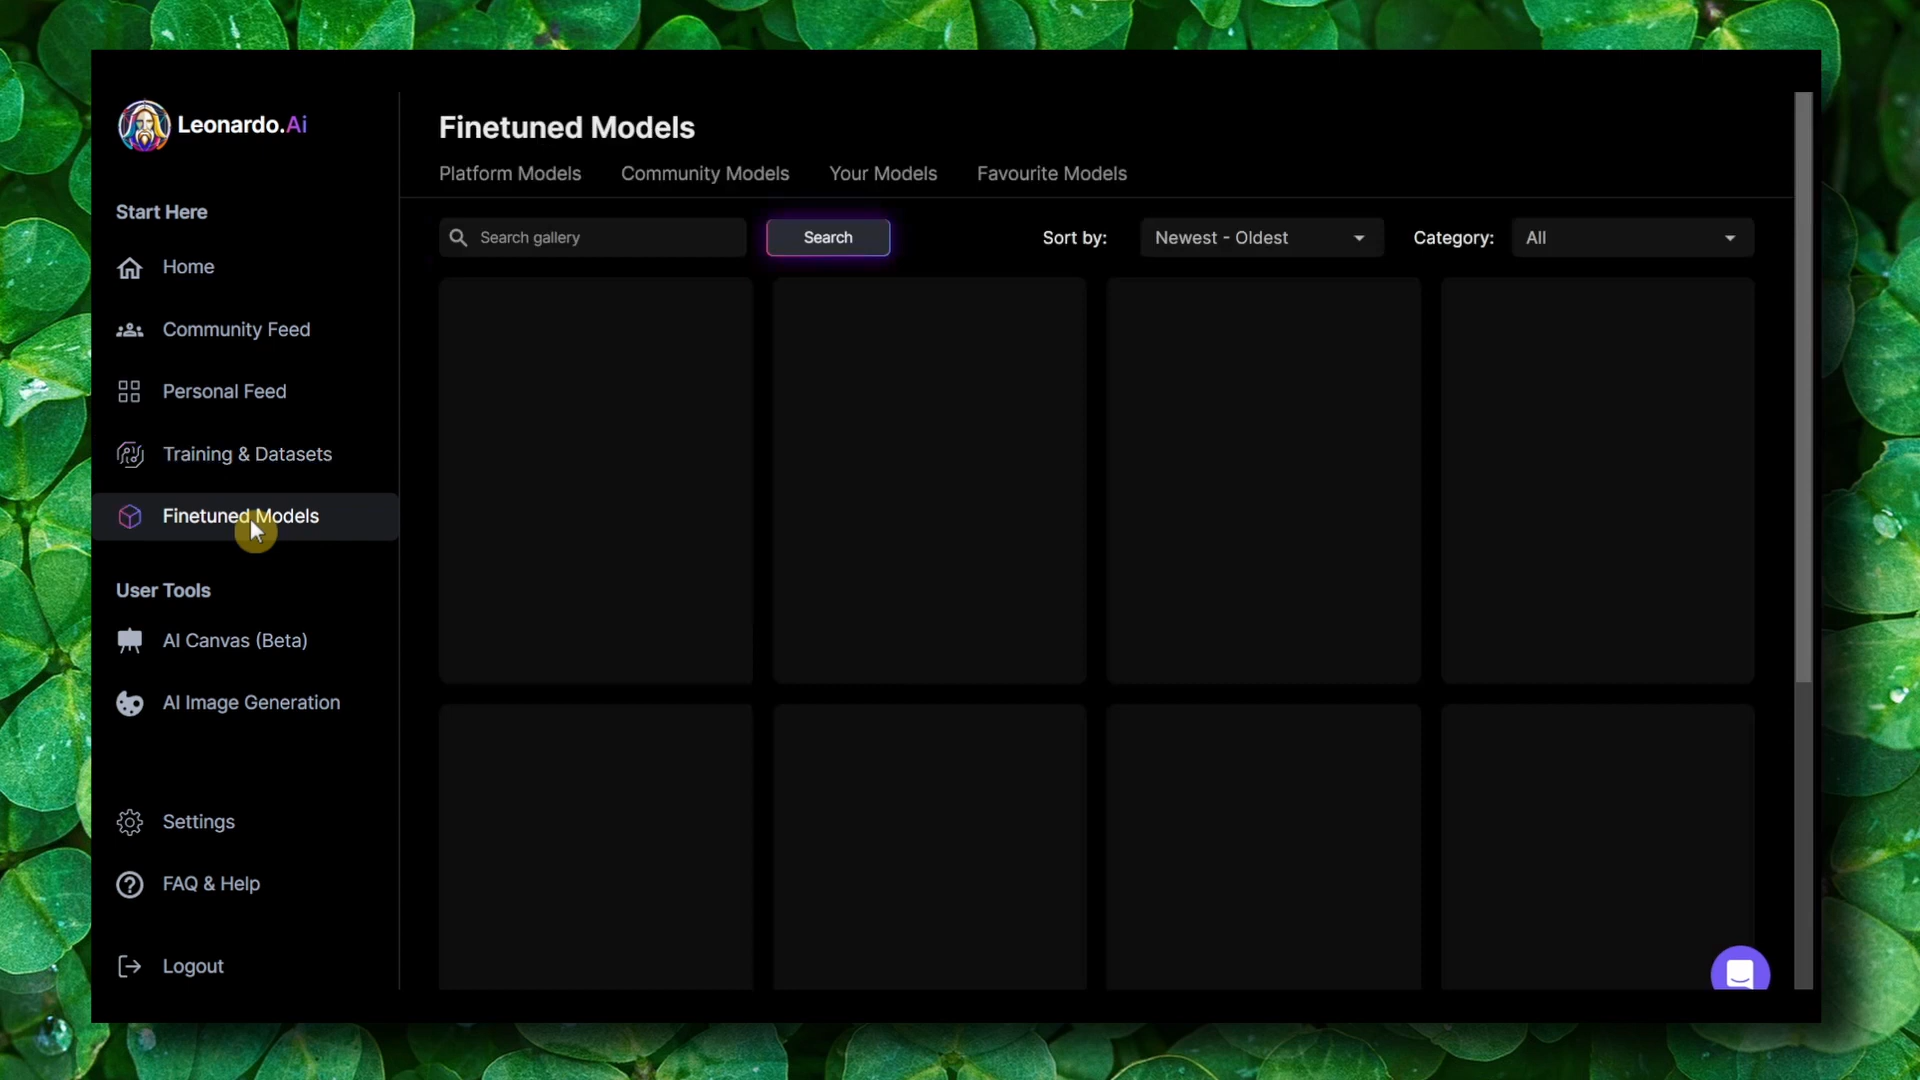 Leonardo.Ai
Start Here
Home
Community Feed
Personal Feed
Training & Datasets
Finetuned Models
User Tools
AI Canvas (Beta)
AI Image Generation
Settings
FAQ & Help
Logout
Finetuned Models
Platform Models Community Models Your Models Favourite Models
Search gallery Search Sort by: Newest - Oldest Category: All